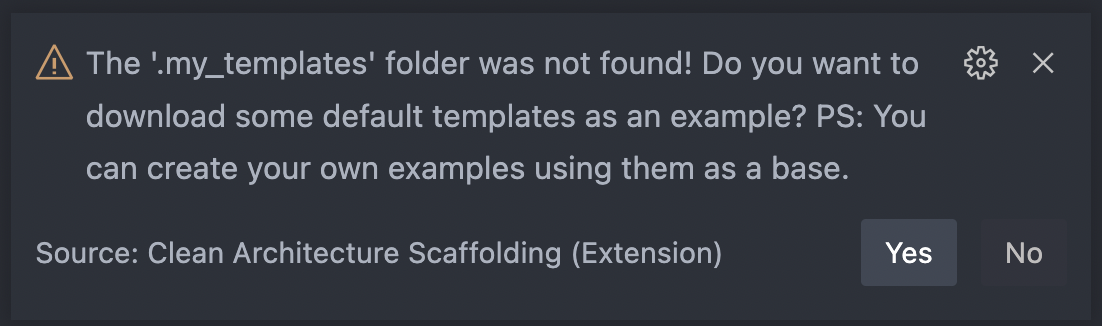 The '.my_templates' folder was not found! Do you want to
download some default templates as an example? PS: You
can create your own examples using them as a base.
Source: Clean Architecture Scaffolding (Extension)
Yes
No